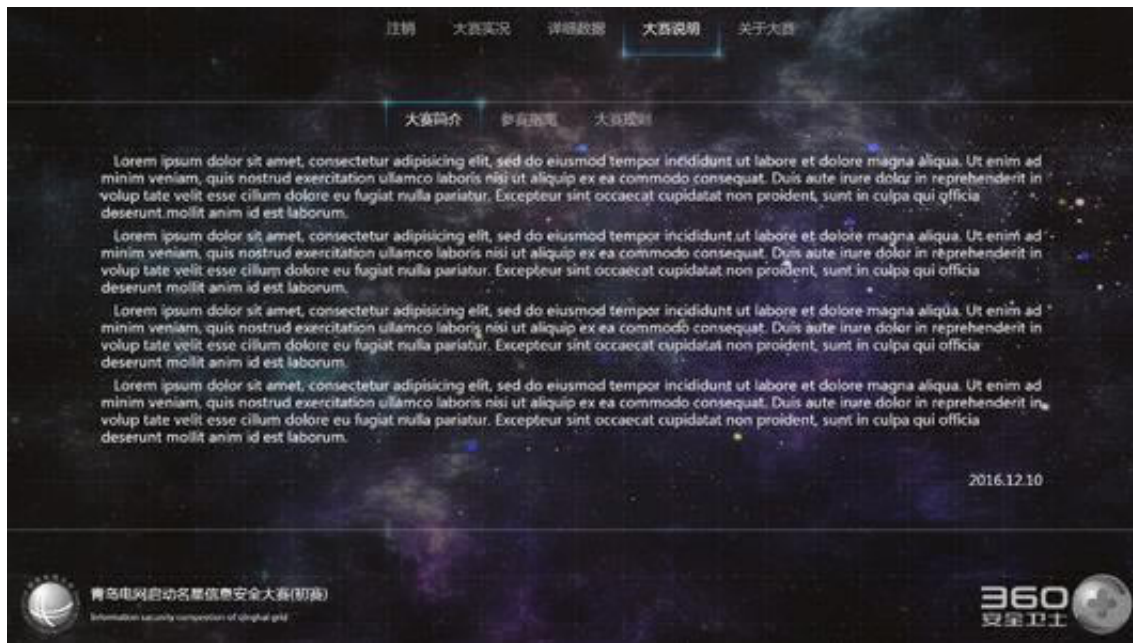 注销 大赛实况 详细数据 大赛说明 关于大赛
大赛简介 参赛指南 大赛规则
Lorem ipsum dolor sit amet, consectetur adipisicing elit, sed do eiusmod tempor incididunt ut labore et dolore magna aliqua. Ut enim ad
minim veniam, quis nostrud exercitation ullamco laboris nisi ut aliquip ex ea commodo consequat. Duis aute irure dolor in reprehenderit in
volup tate velit esse cillum dolore eu fugiat nulla pariatur. Excepteur sint occaecat cupidatat non proident, sunt in culpa qui officia
deserunt mollit anim id est laborum.
Lorem ipsum dolor sit amet, consectetur adipisicing elit, sed do eiusmod tempor incididunt ut labore et dolore magna aliqua. Ut enim ad
minim veniam, quis nostrud exercitation ullamco laboris nisi ut aliquip ex ea commodo consequat. Duis aute irure dolor in reprehenderit in
volup tate velit esse cillum dolore eu fugiat nulla pariatur. Excepteur sint occaecat cupidatat non proident, sunt in culpa qui officia
deserunt mollit anim id est laborum.
Lorem ipsum dolor sit amet, consectetur adipisicing elit, sed do eiusmod tempor incididunt ut labore et dolore magna aliqua. Ut enim ad
minim veniam, quis nostrud exercitation ullamco laboris nisi ut aliquip ex ea commodo consequat. Duis aute irure dolor in reprehenderit in
volup tate velit esse cillum dolore eu fugiat nulla pariatur. Excepteur sint occaecat cupidatat non proident, sunt in culpa qui officia
deserunt mollit anim id est laborum.
Lorem ipsum dolor sit amet, consectetur adipisicing elit, sed do eiusmod tempor incididunt ut labore et dolore magna aliqua. Ut enim ad
minim veniam, quis nostrud exercitation ullamco laboris nisi ut aliquip ex ea commodo consequat. Duis aute irure dolor in reprehenderit in
volup tate velit esse cillum dolore eu fugiat nulla pariatur. Excepteur sint occaecat cupidatat non proident, sunt in culpa qui officia
deserunt mollit anim id est laborum.
2016.12.10
青岛电网启动名星信息安全大赛(初赛)
Information security competition of qinghai grid
360
安全卫士